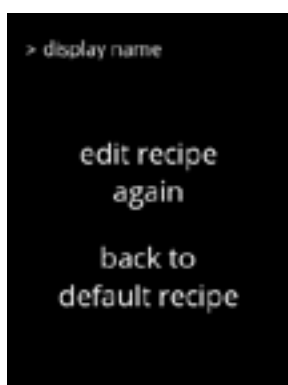 > display name
edit recipe
again
back to
default recipe